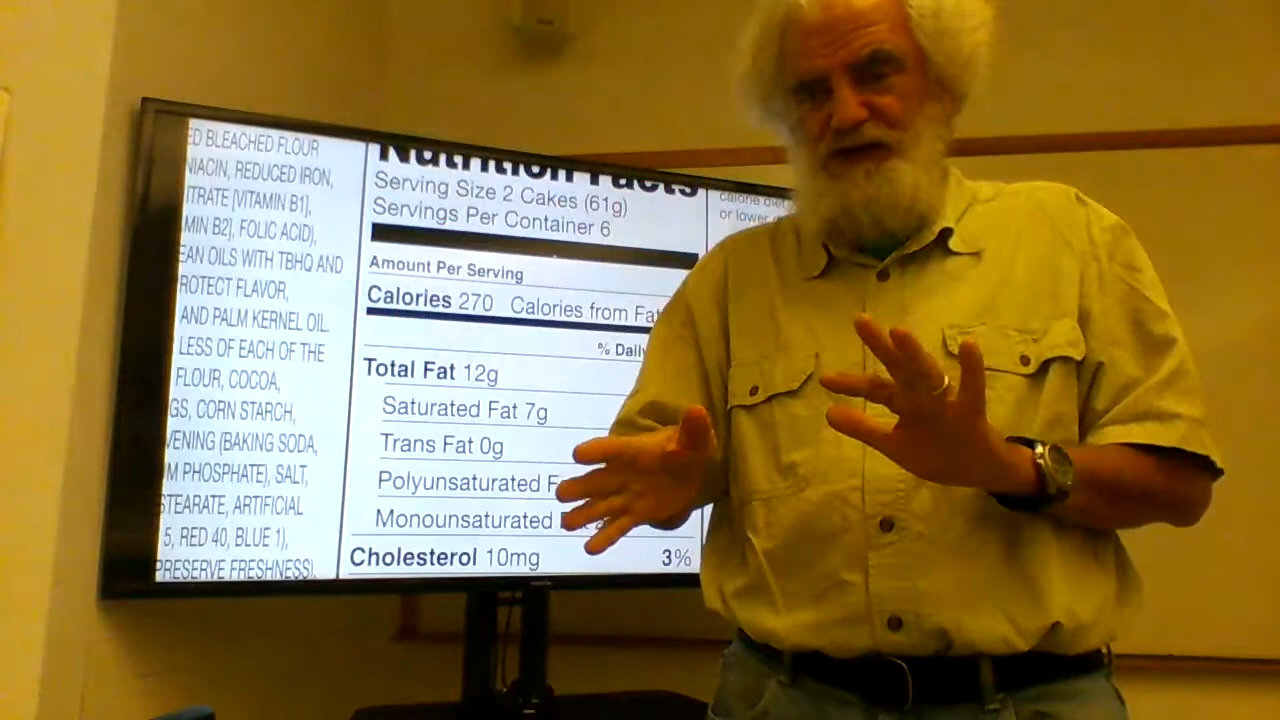 ED BLEACHED FLOUR
NIACIN, REDUCED IRON,
ITRATE [VITAMIN B1],
MIN B2], FOLIC ACID),
EAN OILS WITH TBHQ AND
ROTECT FLAVOR,
AND PALM KERNEL OIL.
LESS OF EACH OF THE
FLOUR, COCOA,
GS, CORN STARCH,
VENING (BAKING SODA,
M PHOSPHATE), SALT,
STEARATE, ARTIFICIAL
5, RED 40, BLUE 1),
PRESERVE FRESHNESS).
Nutrition Facts
Serving Size 2 Cakes (61g)
Servings Per Container 6
Amount Per Serving
Calories 270 Calories from Fat
% Daily
Total Fat 12g
Saturated Fat 7g
Trans Fat 0g
Polyunsaturated F
Monounsaturated
Cholesterol 10mg 3%
calorie diet
or lower